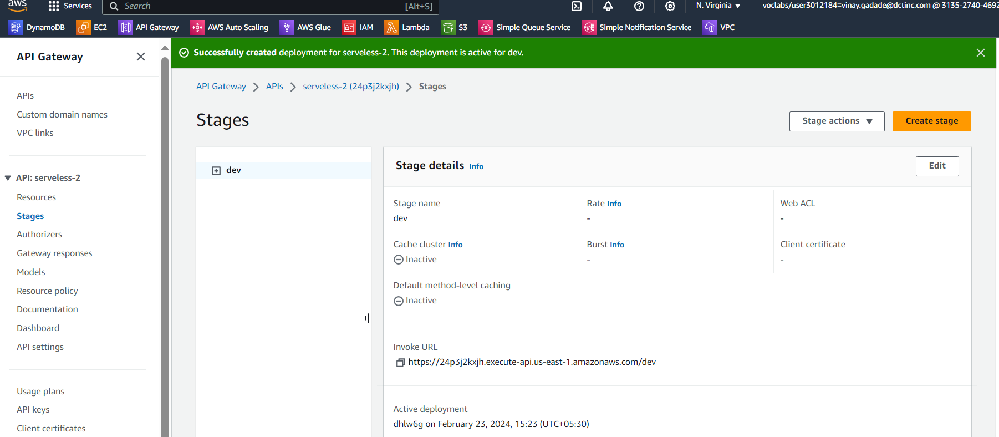 aws
Services
Search
[Alt+S]
N. Virginia
voclabs/user3012184=vinay.gadade@dctinc.com @ 3135-2740-4692
DynamoDB
EC2
API Gateway
AWS Auto Scaling
AWS Glue
IAM
Lambda
S3
Simple Queue Service
Simple Notification Service
VPC
API Gateway
APIs
Custom domain names
VPC links
API: serveless-2
Resources
Stages
Authorizers
Gateway responses
Models
Resource policy
Documentation
Dashboard
API settings
Usage plans
API keys
Client certificates
Successfully created deployment for serveless-2. This deployment is active for dev.
API Gateway > APIs > serveless-2 (24p3j2kxjh) > Stages
Stages
Stage actions
Create stage
dev
Stage details Info
Edit
Stage name
dev
Rate Info
-
Web ACL
-
Cache cluster Info
Inactive
Burst Info
-
Client certificate
-
Default method-level caching
Inactive
Invoke URL
https://24p3j2kxjh.execute-api.us-east-1.amazonaws.com/dev
Active deployment
dhlw6g on February 23, 2024, 15:23 (UTC+05:30)